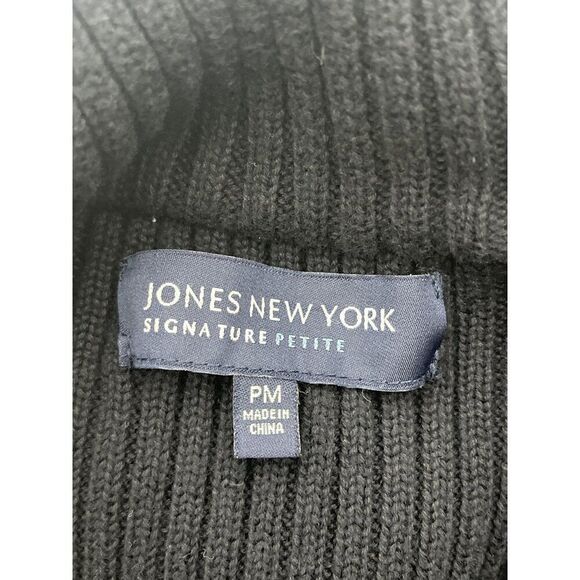 JONES NEW YORK
SIGNATURE PETITE
PM
MADE IN
CHINA